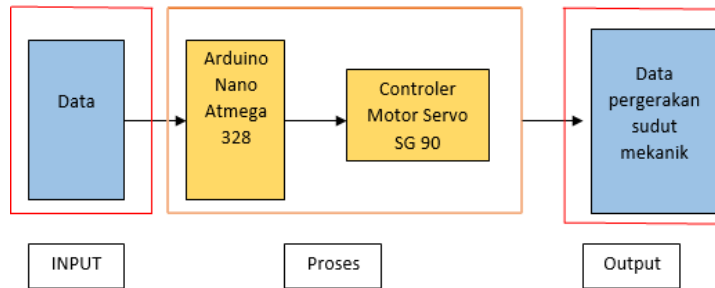 Data
Arduino
Nano
Atmega
328
Controler
Motor Servo
SG 90
Data
pergerakan
sudut
mekanik
INPUT
Proses
Output